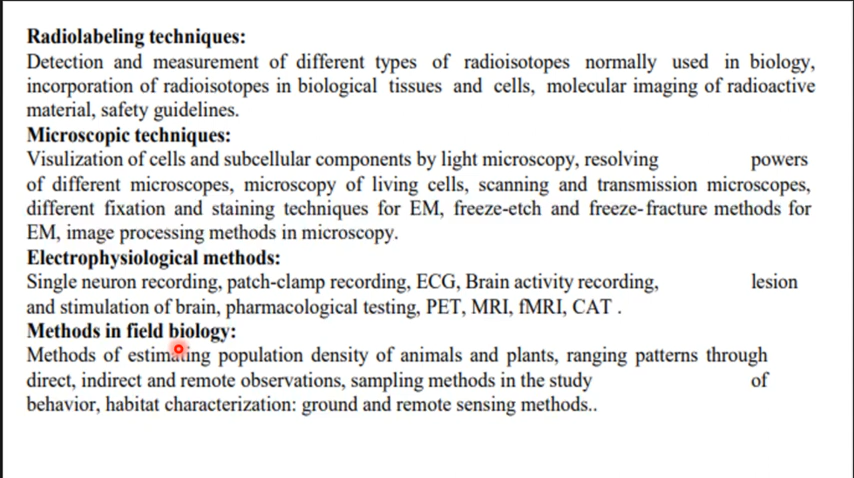 Radiolabeling techniques:
Detection and measurement of different types of radioisotopes normally used in biology,
incorporation of radioisotopes in biological tissues and cells, molecular imaging of radioactive
material, safety guidelines.
Microscopic techniques:
Visulization of cells and subcellular components by light microscopy, resolving powers
of different microscopes, microscopy of living cells, scanning and transmission microscopes,
different fixation and staining techniques for EM, freeze-etch and freeze-fracture methods for
EM, image processing methods in microscopy.
Electrophysiological methods:
Single neuron recording, patch-clamp recording, ECG, Brain activity recording, lesion
and stimulation of brain, pharmacological testing, PET, MRI, fMRI, CAT .
Methods in field biology:
Methods of estimating population density of animals and plants, ranging patterns through
direct, indirect and remote observations, sampling methods in the study of
behavior, habitat characterization: ground and remote sensing methods..